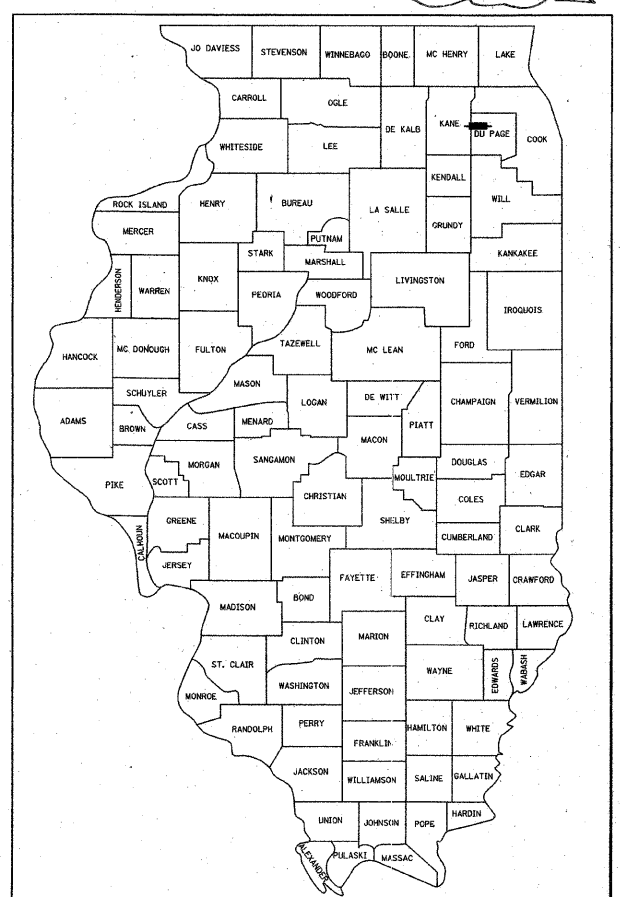 JO DAVIESS STEVENSON WINNEBAGO BOONE MC HENRY LAKE
CARROLL OGLE
DE KALB KANE DU PAGE COOK
WHITESIDE LEE
KENDALL WILL
ROCK ISLAND HENRY BUREAU LA SALLE GRUNDY
MERCER PUTNAM
STARK MARSHALL KANKAKEE
HENDERSON WARREN KNOX PEORIA WOODFORD LIVINGSTON IROQUOIS
TAZEWELL MC LEAN FORD
HANCOCK MC DONOUGH FULTON
MASON
SCHUYLER LOGAN DE WITT CHAMPAIGN VERMILION
ADAMS BROWN CASS MENARD PIATT
MACON
SANGAMON DOUGLAS
PIKE SCOTT MORGAN CHRISTIAN MOULTRIE EDGAR
COLES
GREENE MACOUPIN MONTGOMERY SHELBY CLARK
CALHOUN CUMBERLAND
JERSEY FAYETTE EFFINGHAM JASPER CRAWFORD
MADISON BOND
CLAY RICHLAND LAWRENCE
CLINTON MARION
ST. CLAIR WAYNE EDWARDS WABASH
WASHINGTON JEFFERSON
MONROE
RANDOLPH PERRY HAMILTON WHITE
FRANKLIN
JACKSON WILLIAMSON SALINE GALLATIN
UNION JOHNSON POPE HARDIN
ALEXANDER PULASKI MASSAC